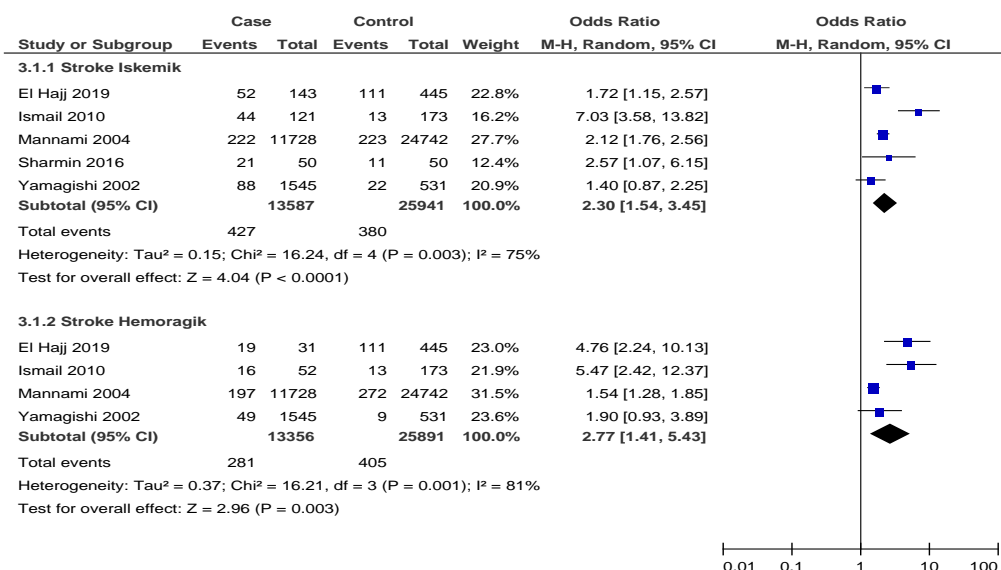 Case Control Odds Ratio Odds Ratio
Study or Subgroup Events Total Events Total Weight M-H, Random, 95% CI M-H, Random, 95% CI
3.1.1 Stroke Iskemik
El Hajj 2019 52 143 111 445 22.8% 1.72 [1.15, 2.57]
Ismail 2010 44 121 13 173 16.2% 7.03 [3.58, 13.82]
Mannami 2004 222 11728 223 24742 27.7% 2.12 [1.76, 2.56]
Sharmin 2016 21 50 11 50 12.4% 2.57 [1.07, 6.15]
Yamagishi 2002 88 1545 22 531 20.9% 1.40 [0.87, 2.25]
Subtotal (95% CI) 13587 25941 100.0% 2.30 [1.54, 3.45]
Total events 427 380
Heterogeneity: Tau² = 0.15; Chi² = 16.24, df = 4 (P = 0.003); I² = 75%
Test for overall effect: Z = 4.04 (P < 0.0001)
3.1.2 Stroke Hemoragik
El Hajj 2019 19 31 111 445 23.0% 4.76 [2.24, 10.13]
Ismail 2010 16 52 13 173 21.9% 5.47 [2.42, 12.37]
Mannami 2004 197 11728 272 24742 31.5% 1.54 [1.28, 1.85]
Yamagishi 2002 49 1545 9 531 23.6% 1.90 [0.93, 3.89]
Subtotal (95% CI) 13356 25891 100.0% 2.77 [1.41, 5.43]
Total events 281 405
Heterogeneity: Tau² = 0.37; Chi² = 16.21, df = 3 (P = 0.001); I² = 81%
Test for overall effect: Z = 2.96 (P = 0.003)
0.01 0.1 1 10 100